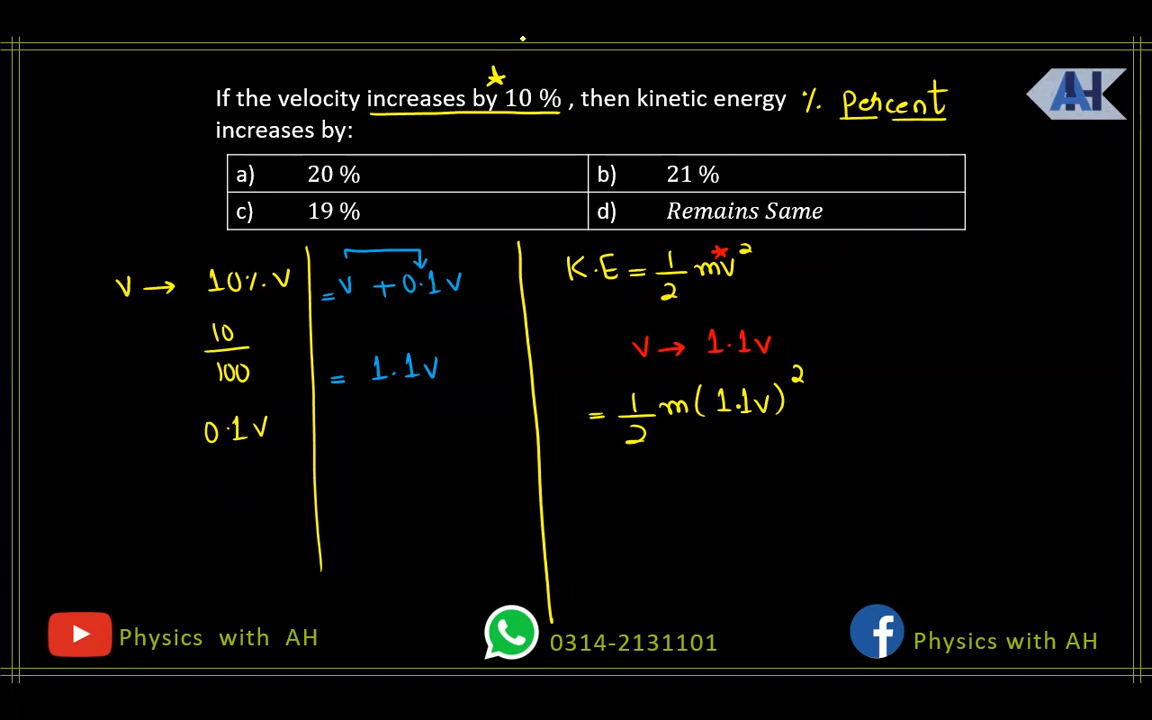 If the velocity increases by 10 % , then kinetic energy % Percent
increases by:
a) 20 % b) 21 %
c) 19 % d) Remains Same
v → 10% v
10
100
0.1 v
= v + 0.1 v
= 1.1 v
K.E = 1/2 mv²
v → 1.1 v
= 1/2 m(1.1v)²
AH
Physics with AH
0314-2131101
Physics with AH